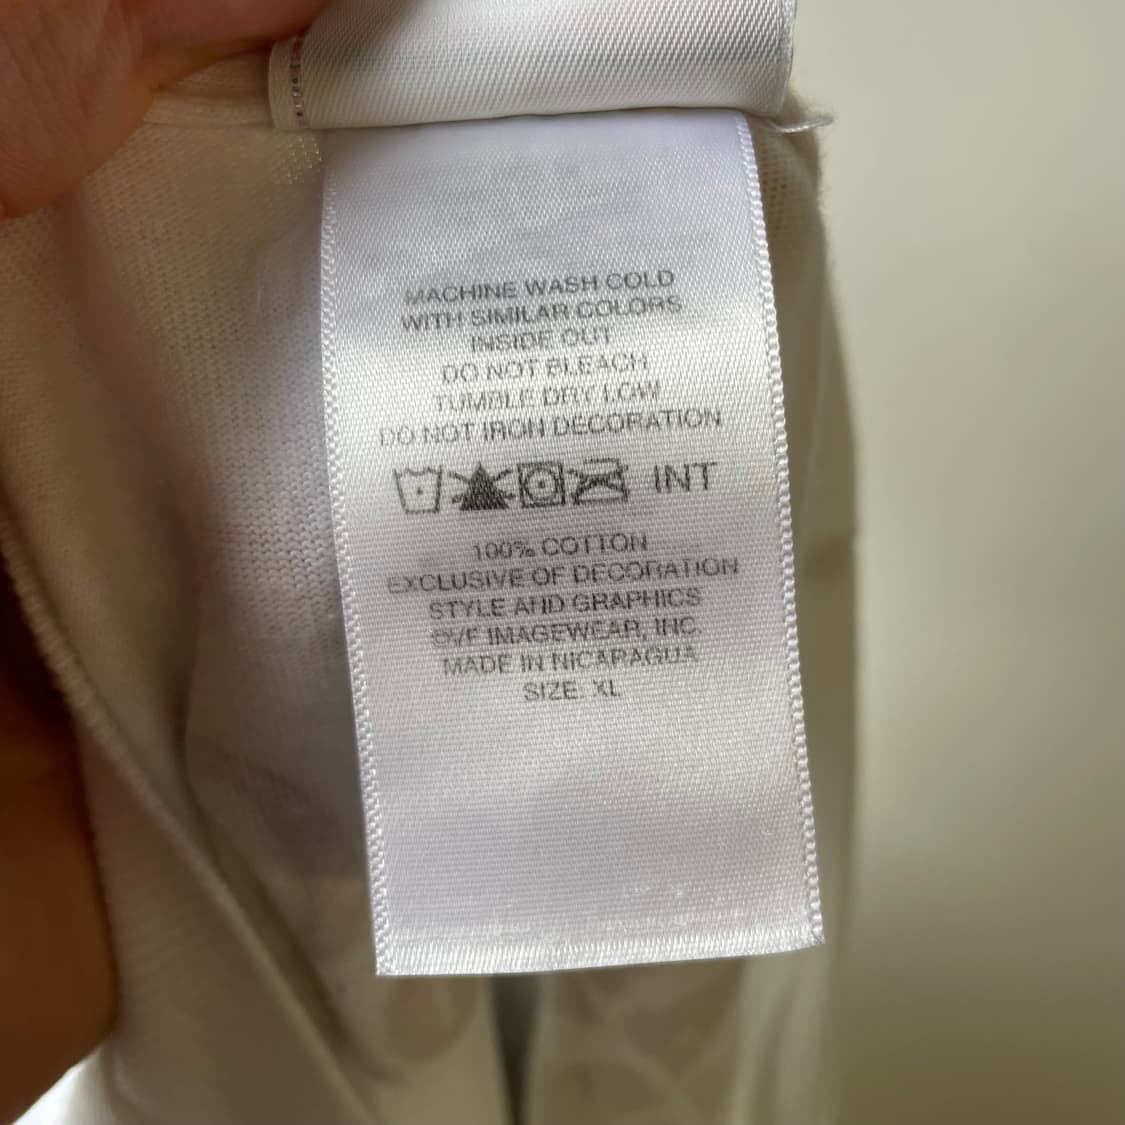 MACHINE WASH COLD
WITH SIMILAR COLORS
INSIDE OUT
DO NOT BLEACH
TUMBLE DRY LOW
DO NOT IRON DECORATION
INT
100% COTTON
EXCLUSIVE OF DECORATION
STYLE AND GRAPHICS
©VF IMAGEWEAR, INC.
MADE IN NICARAGUA
SIZE XL